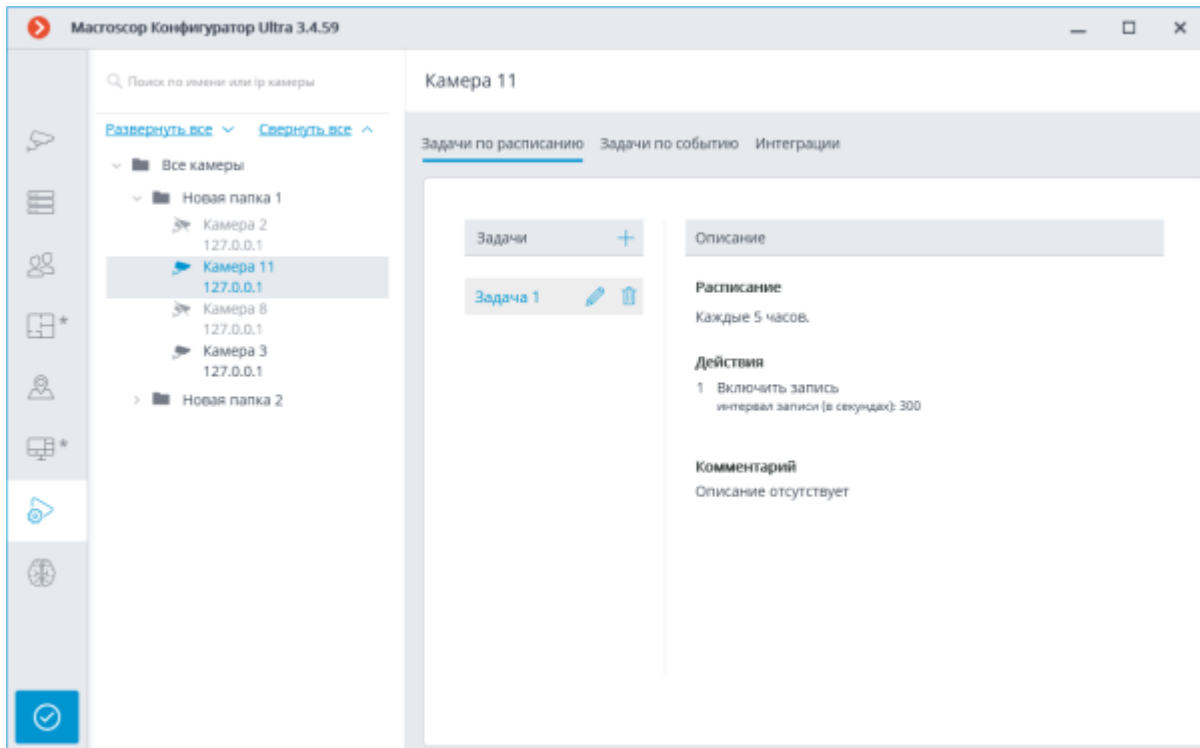 Macroscop Конфигуратор Ultra 3.4.59
Поиск по имени или ip камеры
Развернуть все Свернуть все
Все камеры
Новая папка 1
Камера 2
127.0.0.1
Камера 11
127.0.0.1
Камера 8
127.0.0.1
Камера 3
127.0.0.1
Новая папка 2
*
*
Камера 11
Задачи по расписанию Задачи по событию Интеграции
Задачи +
Задача 1
Описание
Расписание
Каждые 5 часов.
Действия
1 Включить запись
интервал записи (в секундах): 300
Комментарий
Описание отсутствует